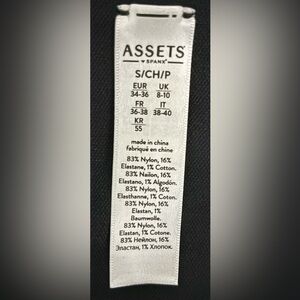 ASSETS
♥ SPANX®
S/CH/P
EUR UK
34-36 8-10
FR IT
36-38 38-40
KR
55
made in china
fabriqué en chine
83% Nylon, 16%
Elastane, 1% Cotton.
83% Nailon, 16%
Elastano, 1% Algodón.
83% Nylon, 16%
Elasthanne, 1% Coton.
83% Nylon, 16%
Elastan, 1%
Baumwolle.
83% Nylon, 16%
Elastan, 1% Cotone.
83% Нейлон, 16%
Эластан, 1% Хлопок.